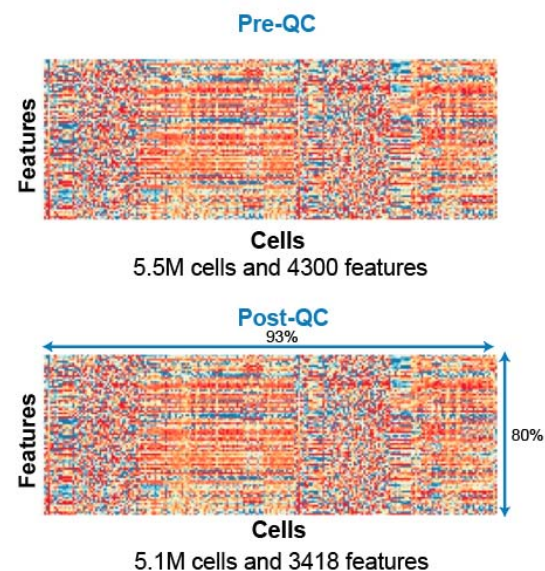 Pre-QC
Features
Cells
5.5M cells and 4300 features
Post-QC
93%
Features
80%
Cells
5.1M cells and 3418 features